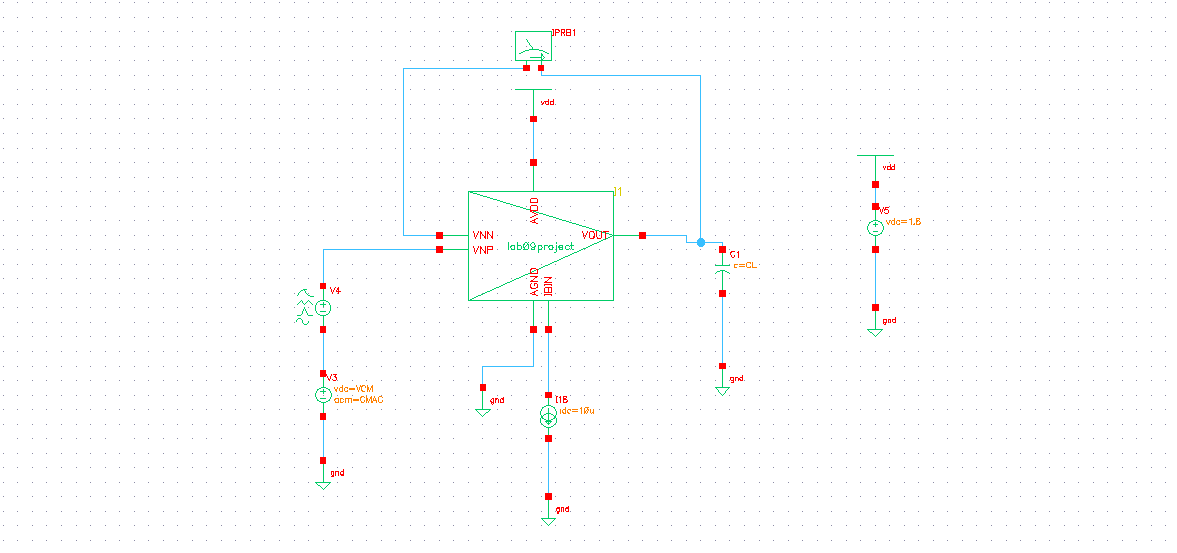 IPRB1
vdd
I1
AVDD
VNN
VNP
VOUT
lab09project
AGND
IBIN
V4
V3
vdc=VCM
acm=CMAC
gnd
gnd
I18
idc=10u
gnd
C1
c=CL
gnd
vdd
V5
vdc=1.8
gnd